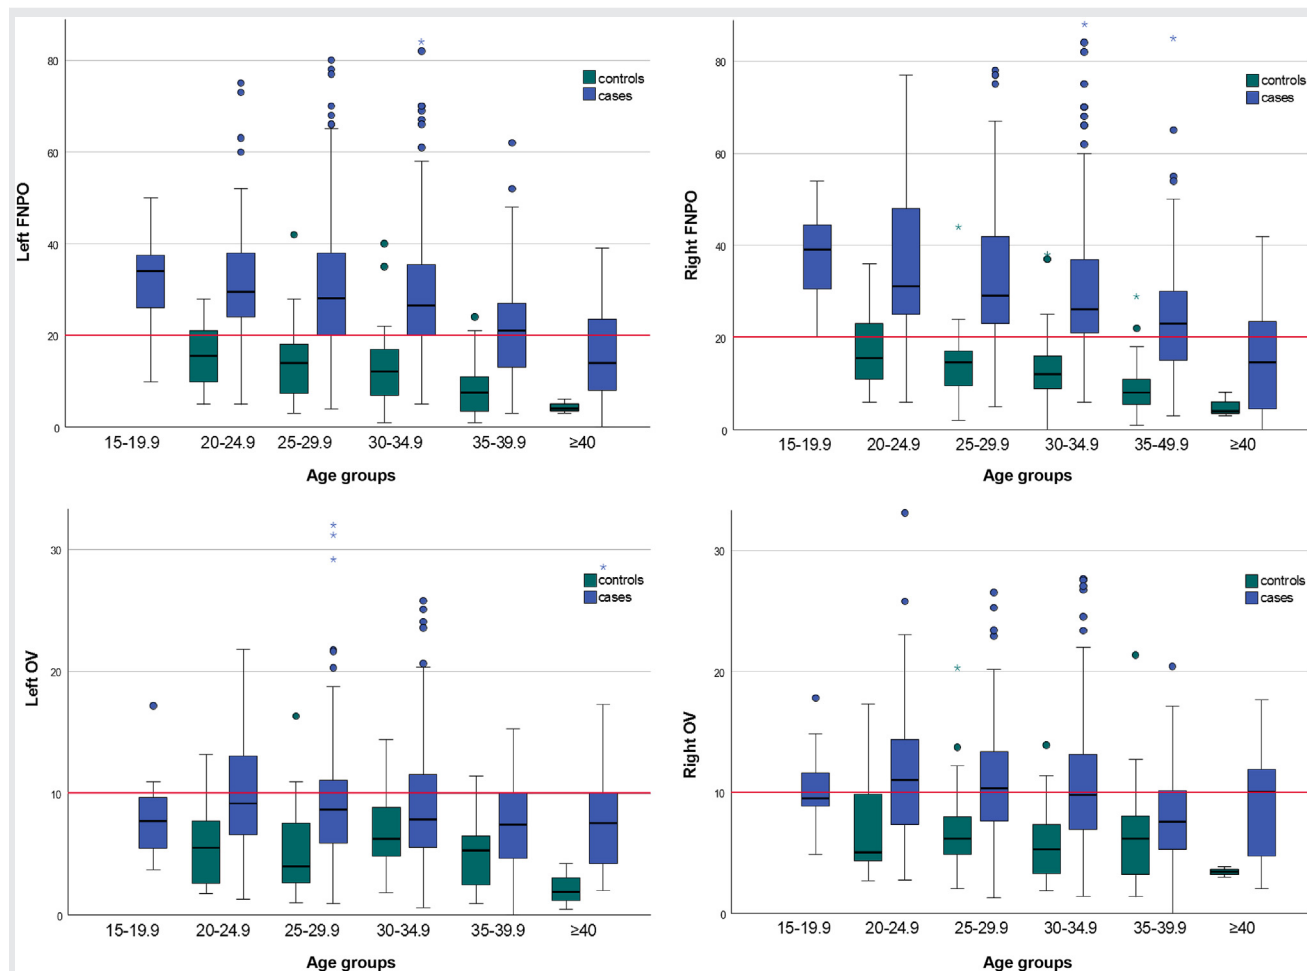 80
60
40
20
0
Left FNPO
controls
cases
15-19.9 20-24.9 25-29.9 30-34.9 35-39.9 ≥40
Age groups
80
60
40
20
0
Right FNPO
controls
cases
15-19.9 20-24.9 25-29.9 30-34.9 35-49.9 ≥40
Age groups
30
20
10
0
Left OV
controls
cases
15-19.9 20-24.9 25-29.9 30-34.9 35-39.9 ≥40
Age groups
30
20
10
0
Right OV
controls
cases
15-19.9 20-24.9 25-29.9 30-34.9 35-39.9 ≥40
Age groups